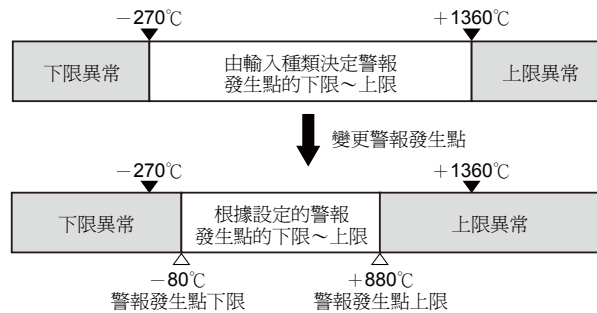 －270℃
＋1360℃
下限異常
由輸入種類決定警報
發生點的下限～上限
上限異常
變更警報發生點
－270℃
＋1360℃
下限異常
根據設定的警報
發生點的下限～上限
上限異常
－80℃
警報發生點下限
＋880℃
警報發生點上限